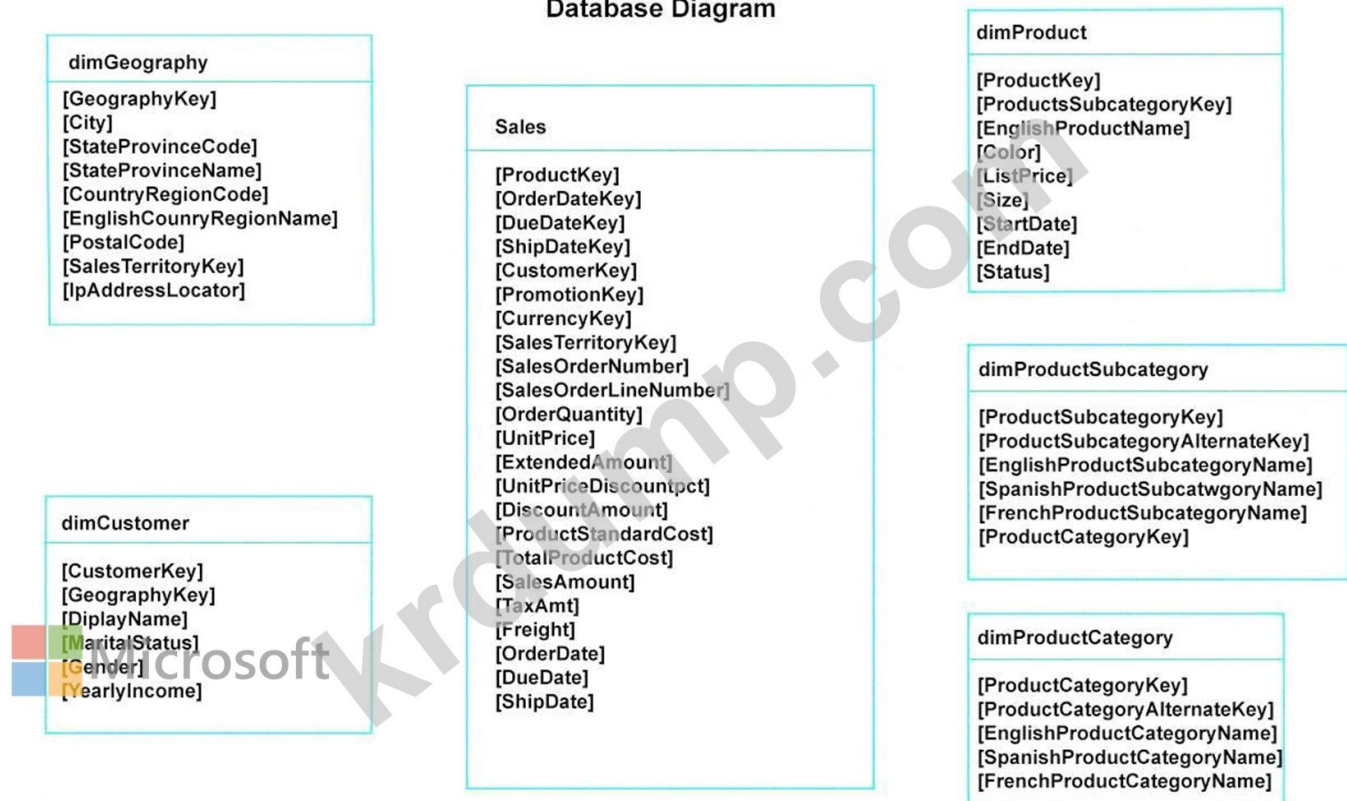 Database Diagram
dimGeography
[GeographyKey]
[City]
[StateProvinceCode]
[StateProvinceName]
[CountryRegionCode]
[EnglishCounryRegionName]
[PostalCode]
[SalesTerritoryKey]
[IpAddressLocator]
dimCustomer
[CustomerKey]
[GeographyKey]
[DiplayName]
[MaritalStatus]
[Gender]
[YearlyIncome]
Microsoft
Sales
[ProductKey]
[OrderDateKey]
[DueDateKey]
[ShipDateKey]
[CustomerKey]
[PromotionKey]
[CurrencyKey]
[SalesTerritoryKey]
[SalesOrderNumber]
[SalesOrderLineNumber]
[OrderQuantity]
[UnitPrice]
[ExtendedAmount]
[UnitPriceDiscountpct]
[DiscountAmount]
[ProductStandardCost]
[TotalProductCost]
[SalesAmount]
[TaxAmt]
[Freight]
[OrderDate]
[DueDate]
[ShipDate]
dimProduct
[ProductKey]
[ProductsSubcategoryKey]
[EnglishProductName]
[Color]
[ListPrice]
[Size]
[StartDate]
[EndDate]
[Status]
dimProductSubcategory
[ProductSubcategoryKey]
[ProductSubcategoryAlternateKey]
[EnglishProductSubcategoryName]
[SpanishProductSubcatwgoryName]
[FrenchProductSubcategoryName]
[ProductCategoryKey]
dimProductCategory
[ProductCategoryKey]
[ProductCategoryAlternateKey]
[EnglishProductCategoryName]
[SpanishProductCategoryName]
[FrenchProductCategoryName]
krdump.com